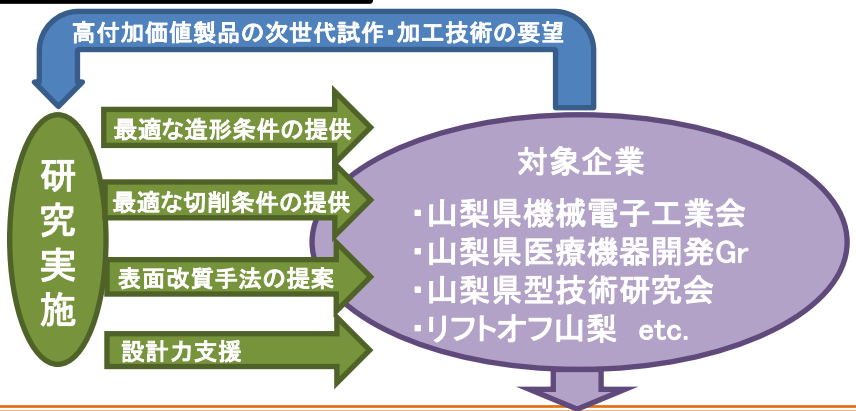 高付加価値製品の次世代試作・加工技術の要望
研究実施
最適な造形条件の提供
最適な切削条件の提供
表面改質手法の提案
設計力支援
対象企業
・山梨県機械電子工業会
・山梨県医療機器開発Gr
・山梨県型技術研究会
・リフトオフ山梨 etc.